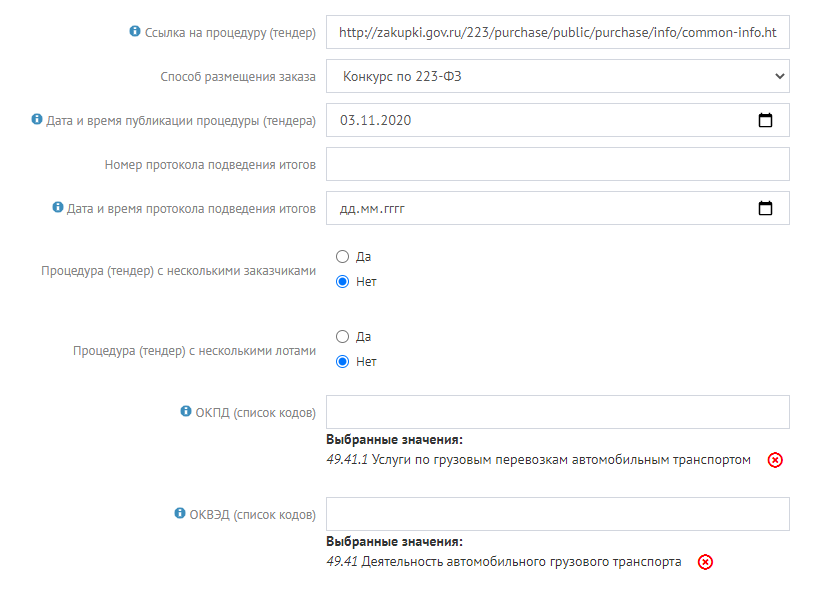 Ссылка на процедуру (тендер) http://zakupki.gov.ru/223/purchase/public/purchase/info/common-info.ht
Способ размещения заказа Конкурс по 223-ФЗ
Дата и время публикации процедуры (тендера) 03.11.2020
Номер протокола подведения итогов
Дата и время протокола подведения итогов дд.мм.гггг
Да
Процедура (тендер) с несколькими заказчиками
Нет
Да
Процедура (тендер) с несколькими лотами
Нет
ОКПД (список кодов)
Выбранные значения:
49.41.1 Услуги по грузовым перевозкам автомобильным транспортом
ОКВЭД (список кодов)
Выбранные значения:
49.41 Деятельность автомобильного грузового транспорта